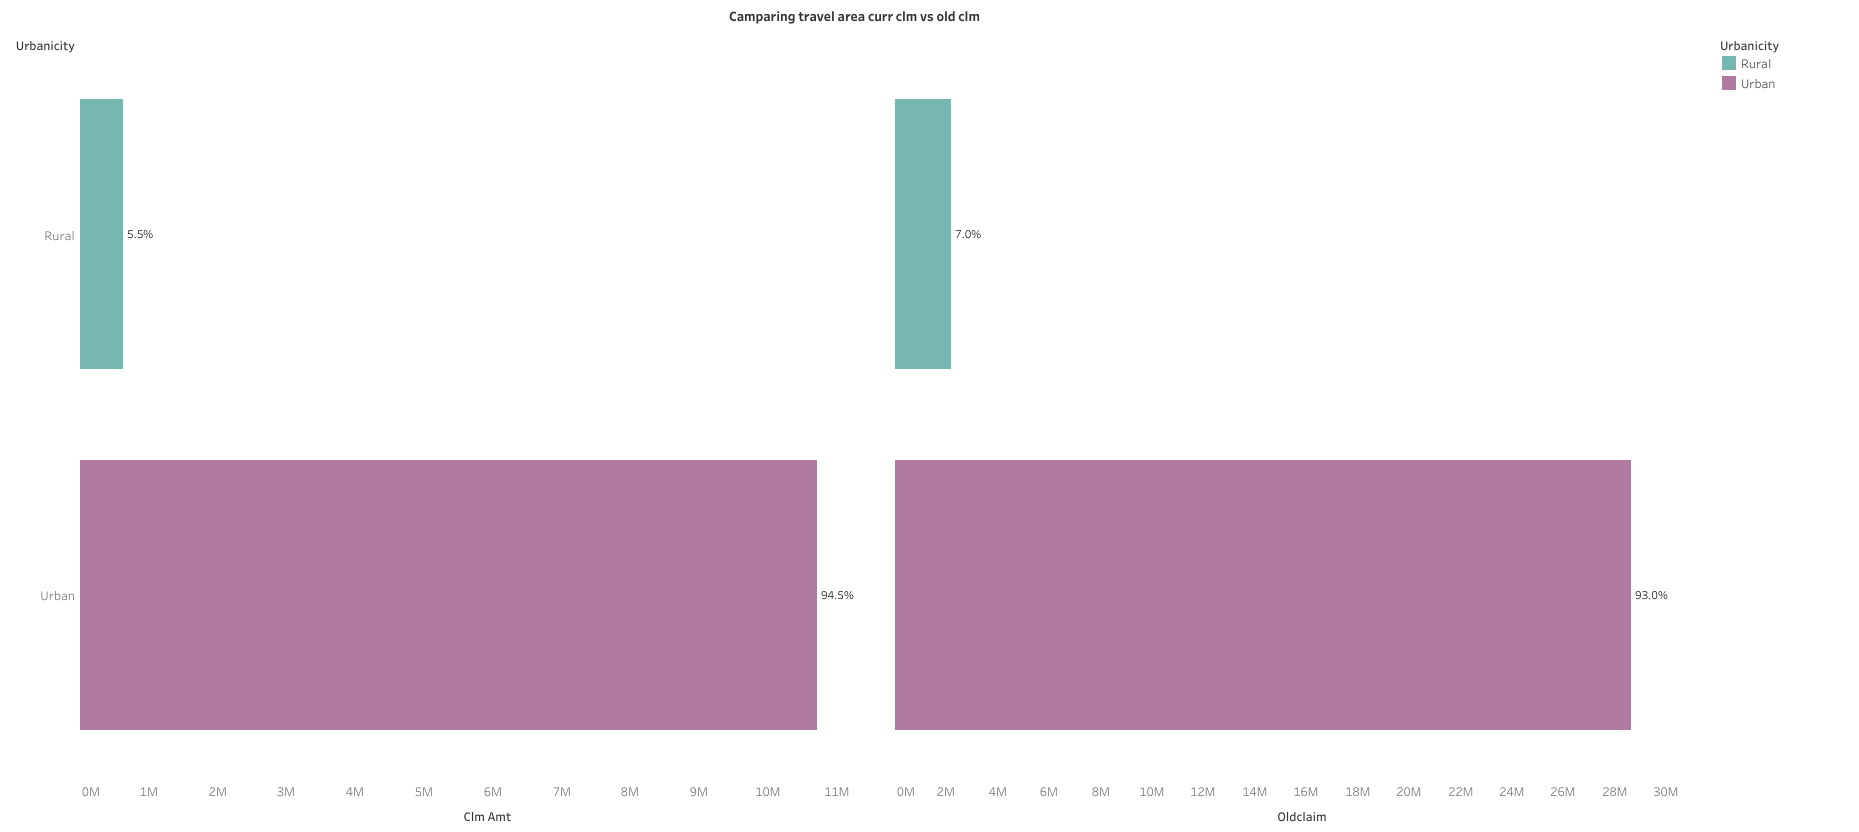 Camparing travel area curr clm vs old clm
Urbanicity
Urbanicity
Rural
Urban
Rural
5.5%
7.0%
Urban
94.5%
93.0%
0M 1M 2M 3M 4M 5M 6M 7M 8M 9M 10M 11M
0M 2M 4M 6M 8M 10M 12M 14M 16M 18M 20M 22M 24M 26M 28M 30M
Clm Amt
Oldclaim